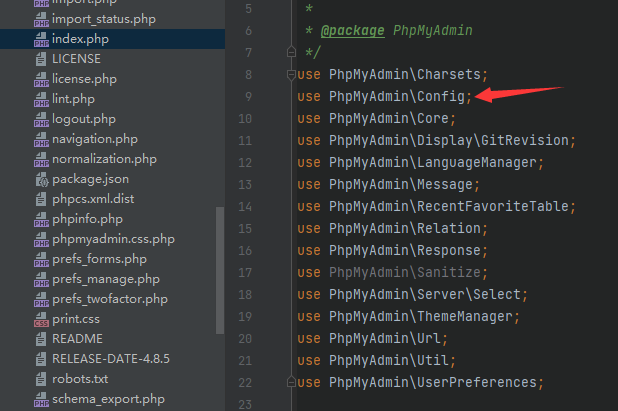 import.php
import_status.php
index.php
LICENSE
license.php
lint.php
logout.php
navigation.php
normalization.php
package.json
phpcs.xml.dist
phpinfo.php
phpmyadmin.css.php
prefs_forms.php
prefs_manage.php
prefs_twofactor.php
print.css
README
RELEASE-DATE-4.8.5
robots.txt
schema_export.php
5 *
6 * @package PhpMyAdmin
7 */
8 use PhpMyAdmin\Charsets;
9 use PhpMyAdmin\Config;
10 use PhpMyAdmin\Core;
11 use PhpMyAdmin\Display\GitRevision;
12 use PhpMyAdmin\LanguageManager;
13 use PhpMyAdmin\Message;
14 use PhpMyAdmin\RecentFavoriteTable;
15 use PhpMyAdmin\Relation;
16 use PhpMyAdmin\Response;
17 use PhpMyAdmin\Sanitize;
18 use PhpMyAdmin\Server\Select;
19 use PhpMyAdmin\ThemeManager;
20 use PhpMyAdmin\Url;
21 use PhpMyAdmin\Util;
22 use PhpMyAdmin\UserPreferences;
23